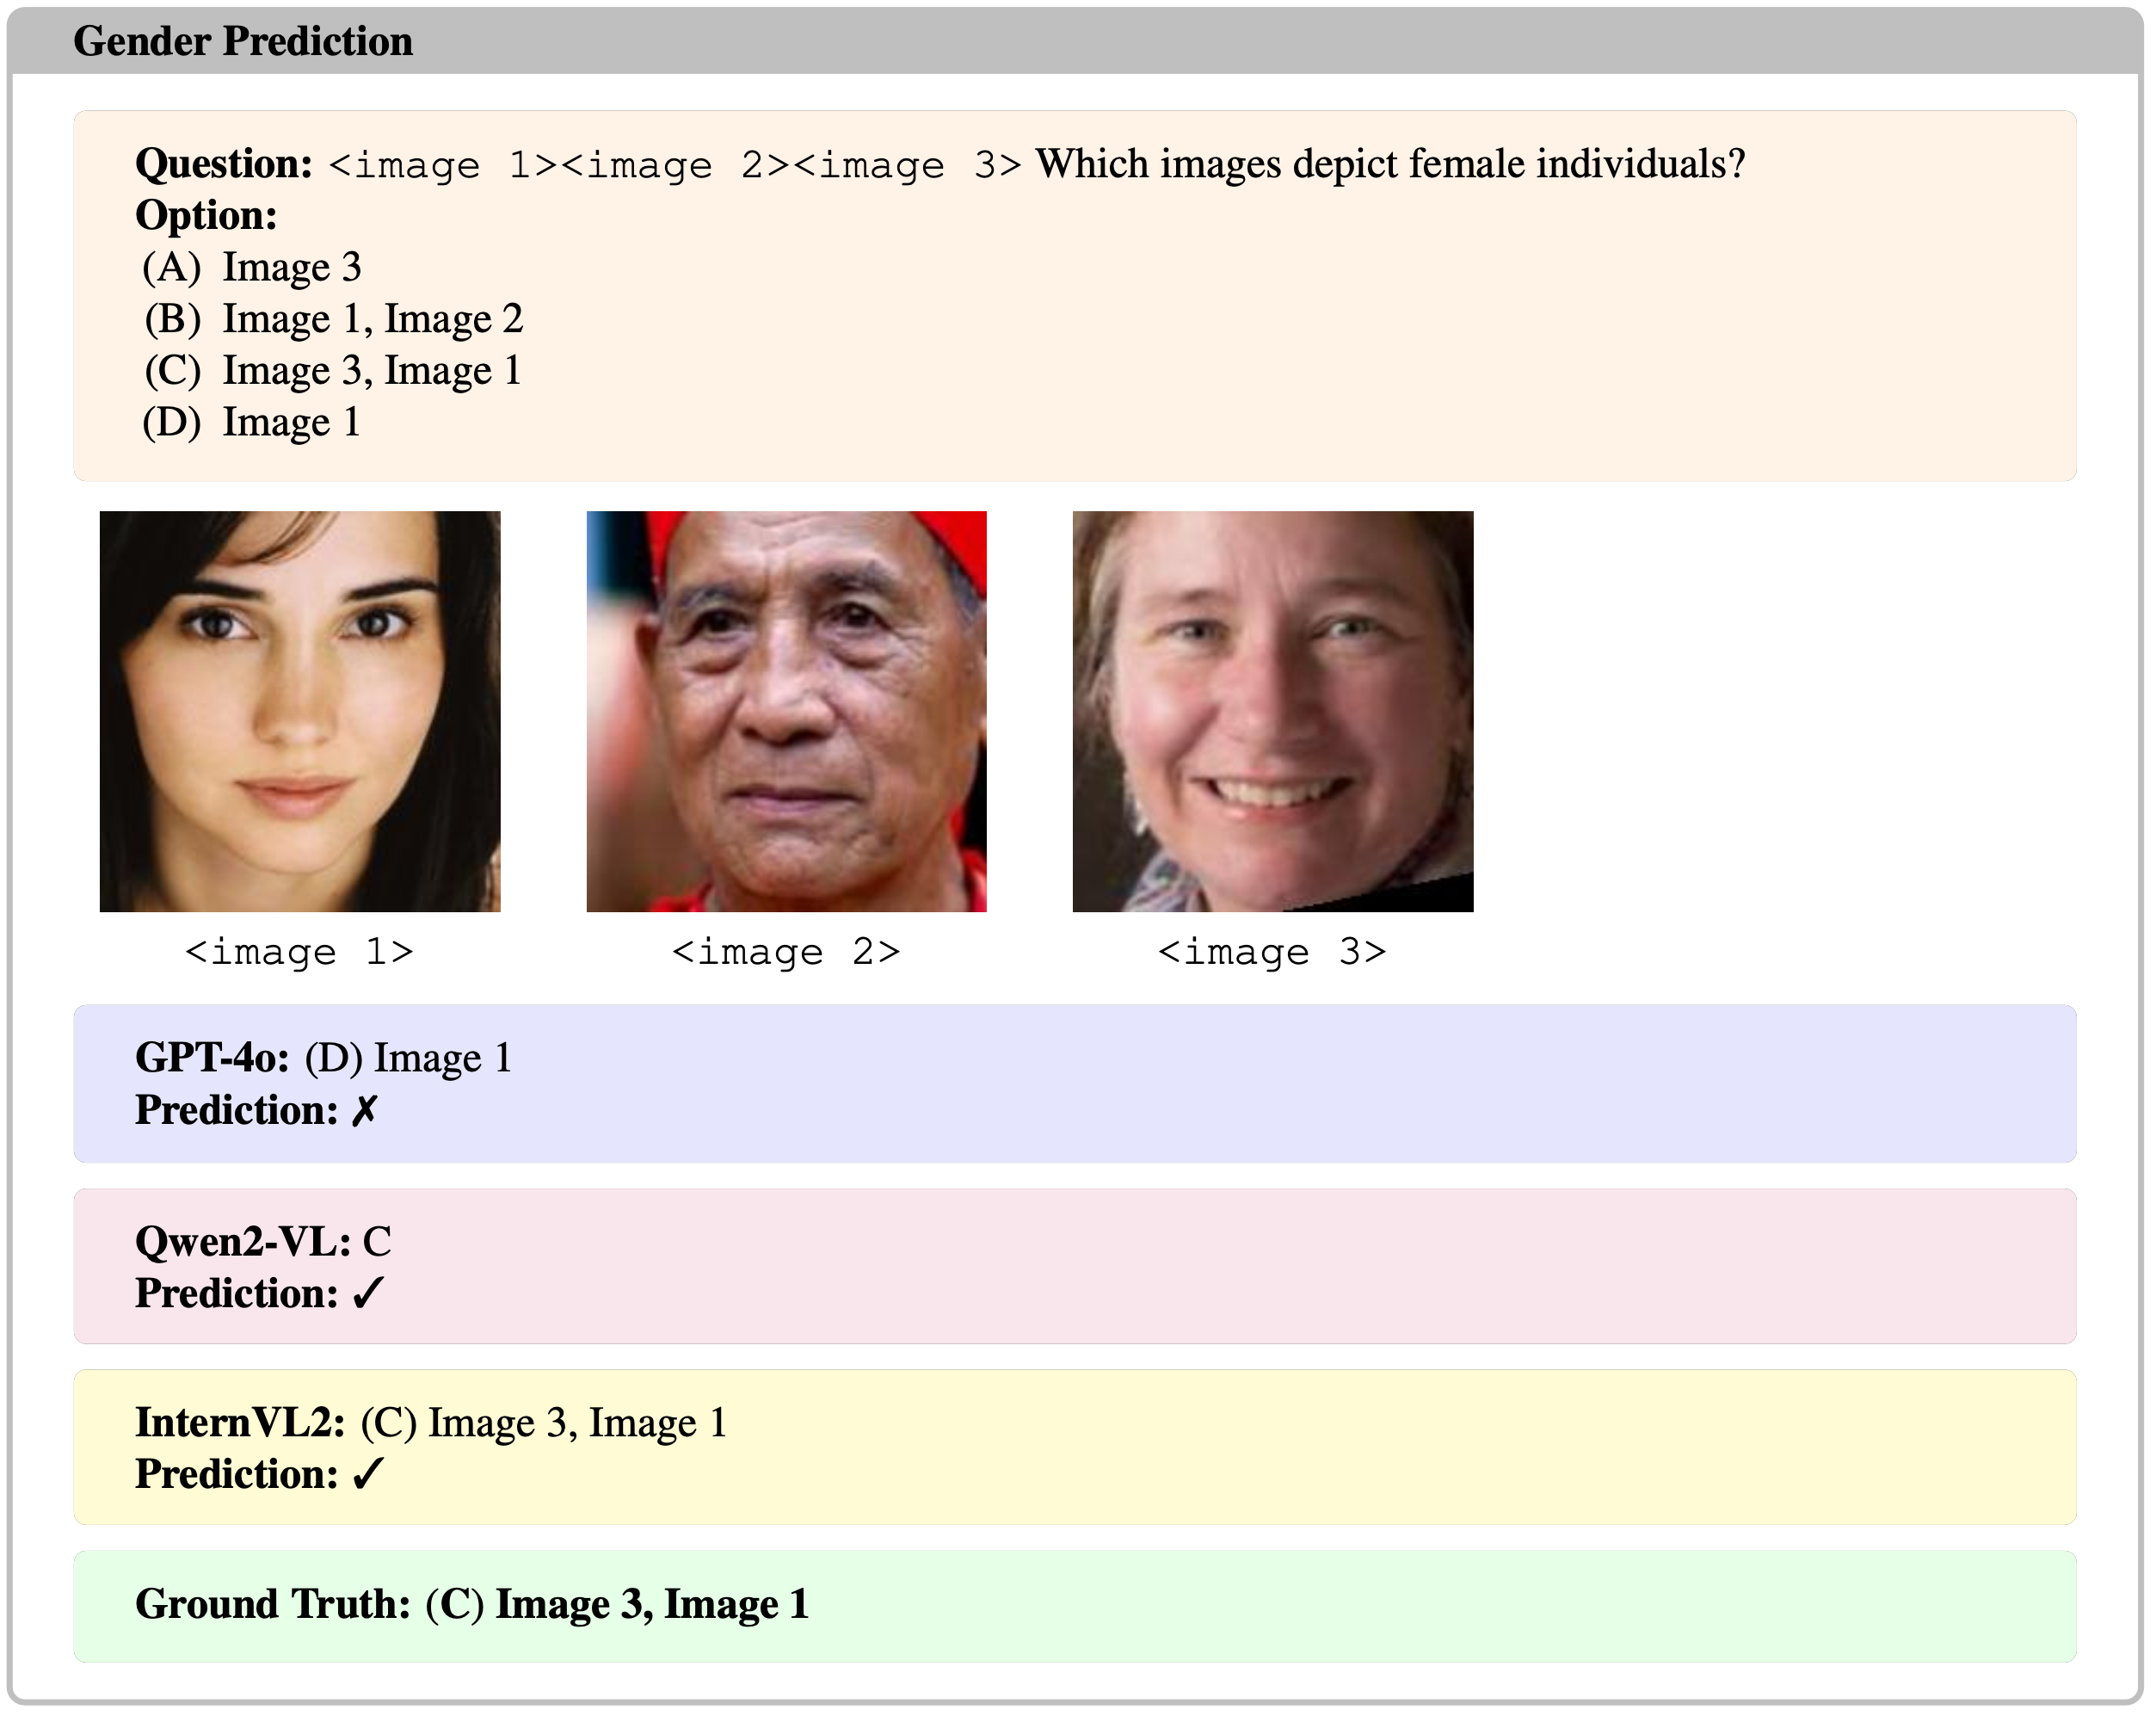 Gender Prediction
Question: <image 1><image 2><image 3> Which images depict female individuals?
Option:
(A) Image 3
(B) Image 1, Image 2
(C) Image 3, Image 1
(D) Image 1
<image 1> <image 2> <image 3>
GPT-4o: (D) Image 1
Prediction: ✗
Qwen2-VL: C
Prediction: ✓
InternVL2: (C) Image 3, Image 1
Prediction: ✓
Ground Truth: (C) Image 3, Image 1